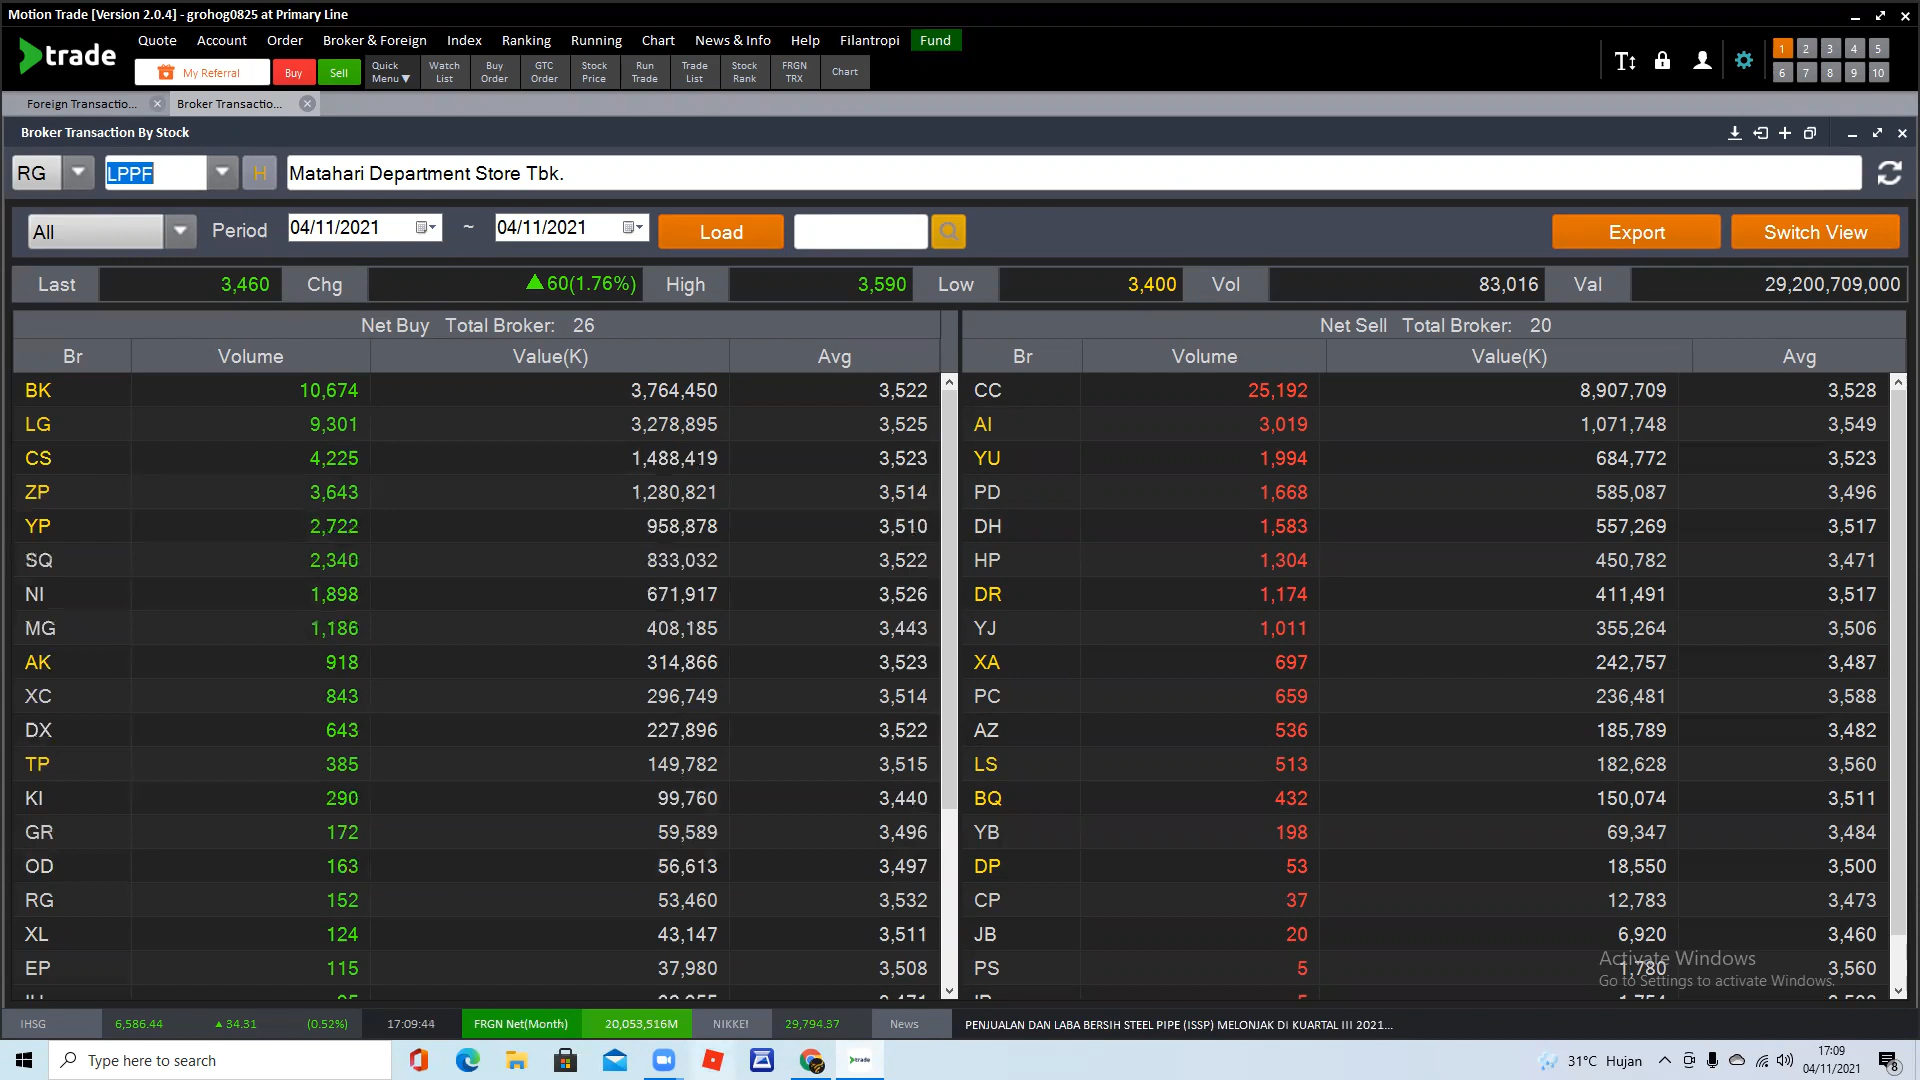 Motion Trade [Version 2.0.4] - grohog0825 at Primary Line
trade
Quote Account Order Broker & Foreign Index Ranking Running Chart News & Info Help Filantropi Fund
My Referral Buy Sell Quick Menu▼ Watch List Buy Order GTC Order Stock Price Run Trade Trade List Stock Rank FRGN TRX Chart
1 2 3 4 5
6 7 8 9 10
Foreign Transactio... Broker Transactio...
Broker Transaction By Stock
RG LPPF H Matahari Department Store Tbk.
All Period 04/11/2021 ~ 04/11/2021 Load Export Switch View
Last 3,460 Chg ▲60(1.76%) High 3,590 Low 3,400 Vol 83,016 Val 29,200,709,000
Net Buy Total Broker: 26 Net Sell Total Broker: 20
Br Volume Value(K) Avg Br Volume Value(K) Avg
BK 10,674 3,764,450 3,522 CC 25,192 8,907,709 3,528
LG 9,301 3,278,895 3,525 AI 3,019 1,071,748 3,549
CS 4,225 1,488,419 3,523 YU 1,994 684,772 3,523
ZP 3,643 1,280,821 3,514 PD 1,668 585,087 3,496
YP 2,722 958,878 3,510 DH 1,583 557,269 3,517
SQ 2,340 833,032 3,522 HP 1,304 450,782 3,471
NI 1,898 671,917 3,526 DR 1,174 411,491 3,517
MG 1,186 408,185 3,443 YJ 1,011 355,264 3,506
AK 918 314,866 3,523 XA 697 242,757 3,487
XC 843 296,749 3,514 PC 659 236,481 3,588
DX 643 227,896 3,522 AZ 536 185,789 3,482
TP 385 149,782 3,515 LS 513 182,628 3,560
KI 290 99,760 3,440 BQ 432 150,074 3,511
GR 172 59,589 3,496 YB 198 69,347 3,484
OD 163 56,613 3,497 DP 53 18,550 3,500
RG 152 53,460 3,532 CP 37 12,783 3,473
XL 124 43,147 3,511 JB 20 6,920 3,460
EP 115 37,980 3,508 PS 5 1,780 3,560
Activate Windows
Go to Settings to activate Windows.
IHSG 6,586.44 ▲ 34.31 (0.52%) 17:09:44 FRGN Net(Month) 20,053,516M NIKKEI 29,794.37 News PENJUALAN DAN LABA BERSIH STEEL PIPE (ISSP) MELONJAK DI KUARTAL III 2021...
Type here to search trade 31°C Hujan 17:09
04/11/2021 8